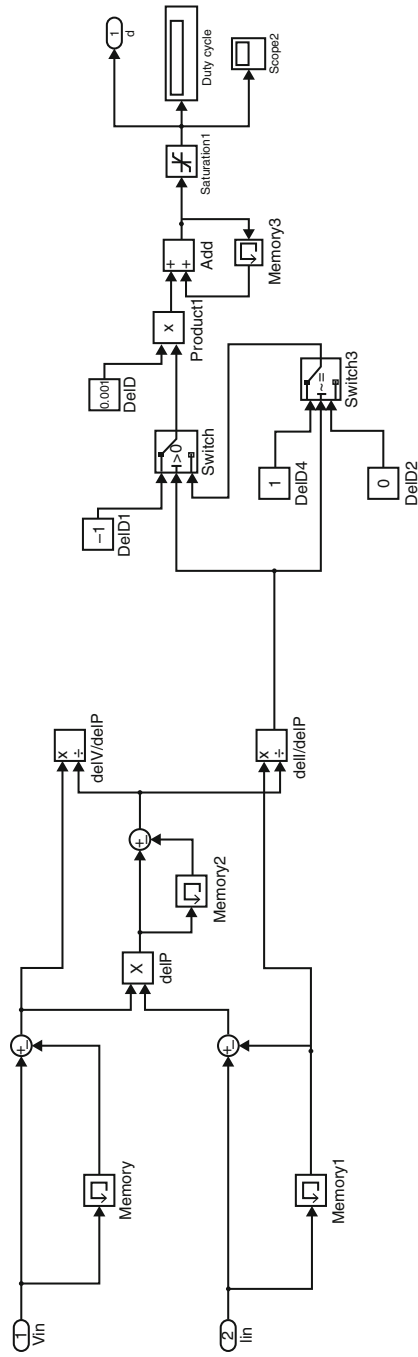 1
Vin
Memory
+
−
X
÷
delV/delP
X
delP
+
−
Memory2
2
Iin
Memory1
+
−
X
÷
delI/delP
−1
DelD1
>0
Switch
0.001
DelD
X
Product1
1
DelD4
0
DelD2
~=
Switch3
+
+
Add
Memory3
Saturation1
1
d
Duty cycle
Scope2